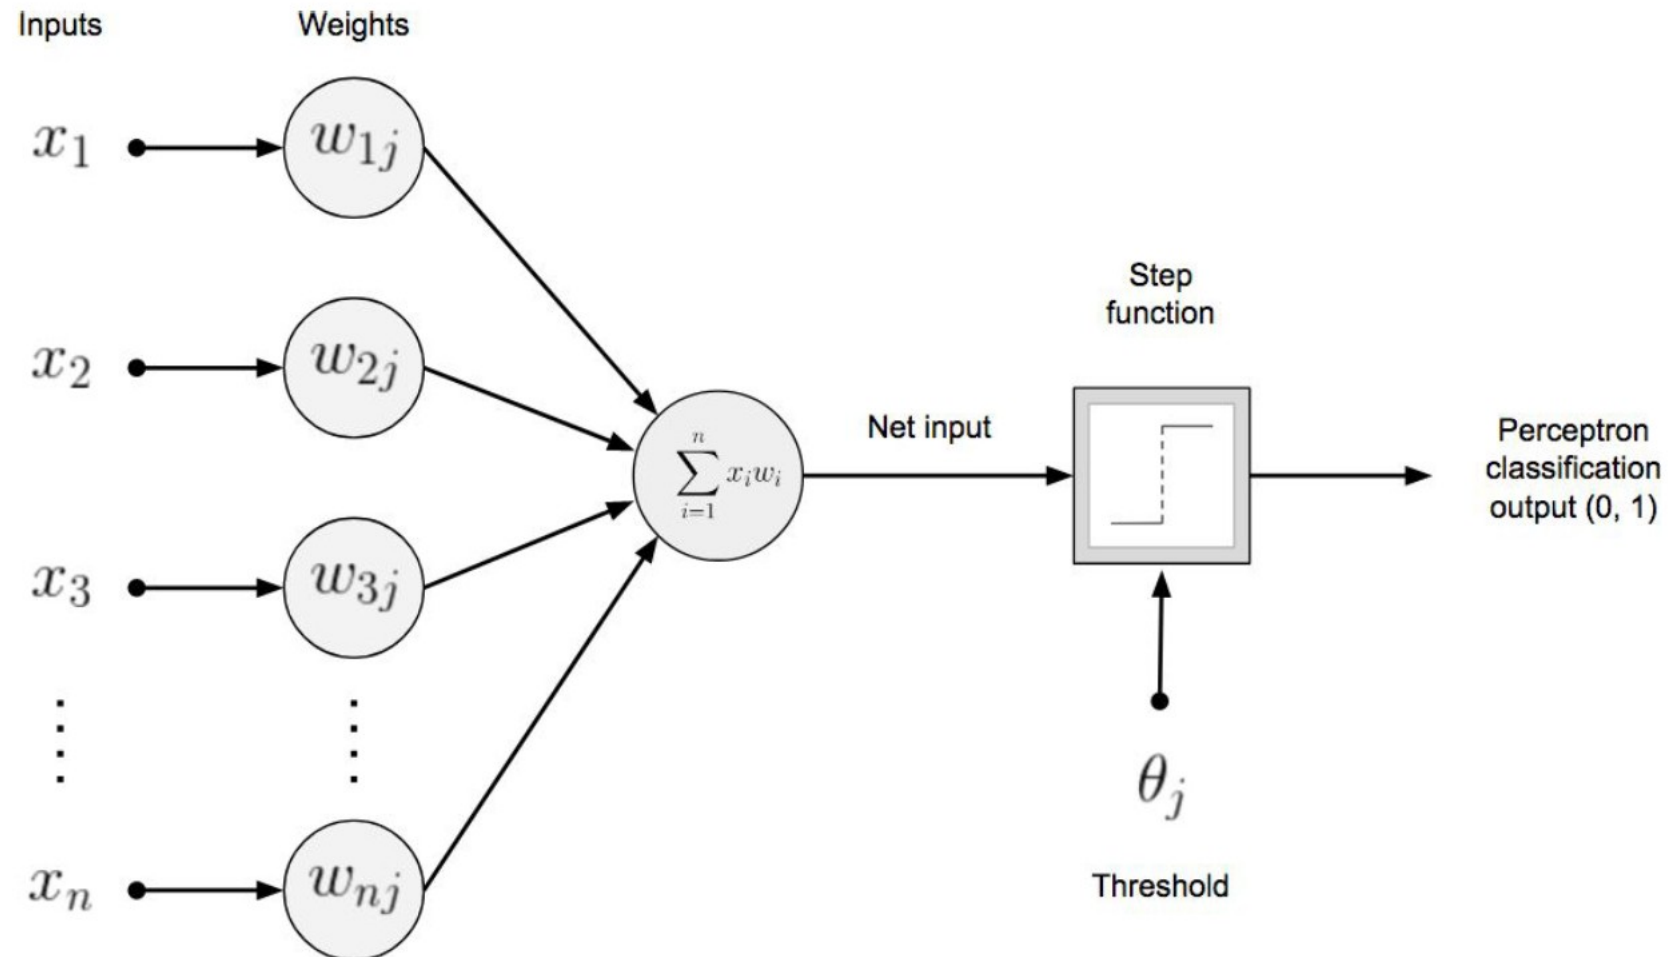 Inputs
Weights
x1
w1j
x2
w2j
x3
w3j
xn
wnj
n
∑ xiwi
i=1
Net input
Step
function
θj
Threshold
Perceptron
classification
output (0, 1)